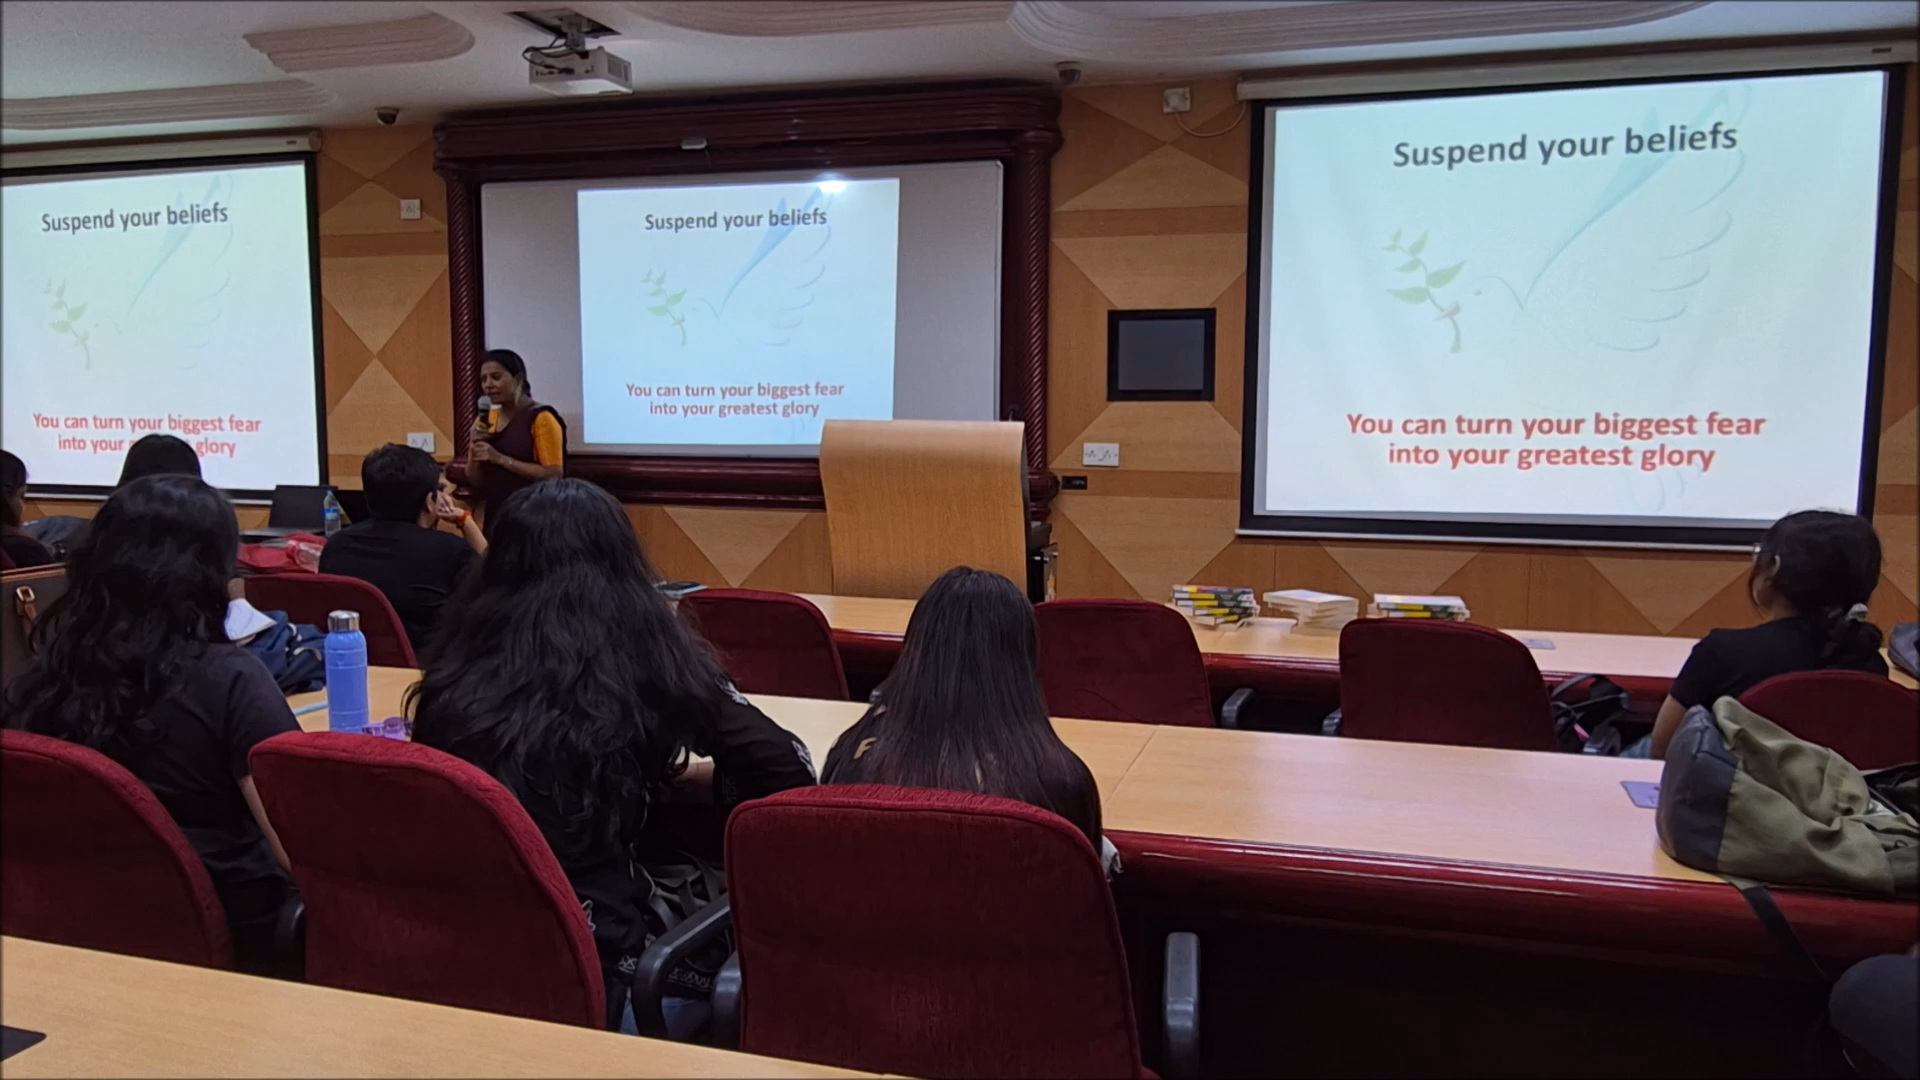 Suspend your beliefs
You can turn your biggest fear
into your glory
Suspend your beliefs
You can turn your biggest fear
into your greatest glory
Suspend your beliefs
You can turn your biggest fear
into your greatest glory